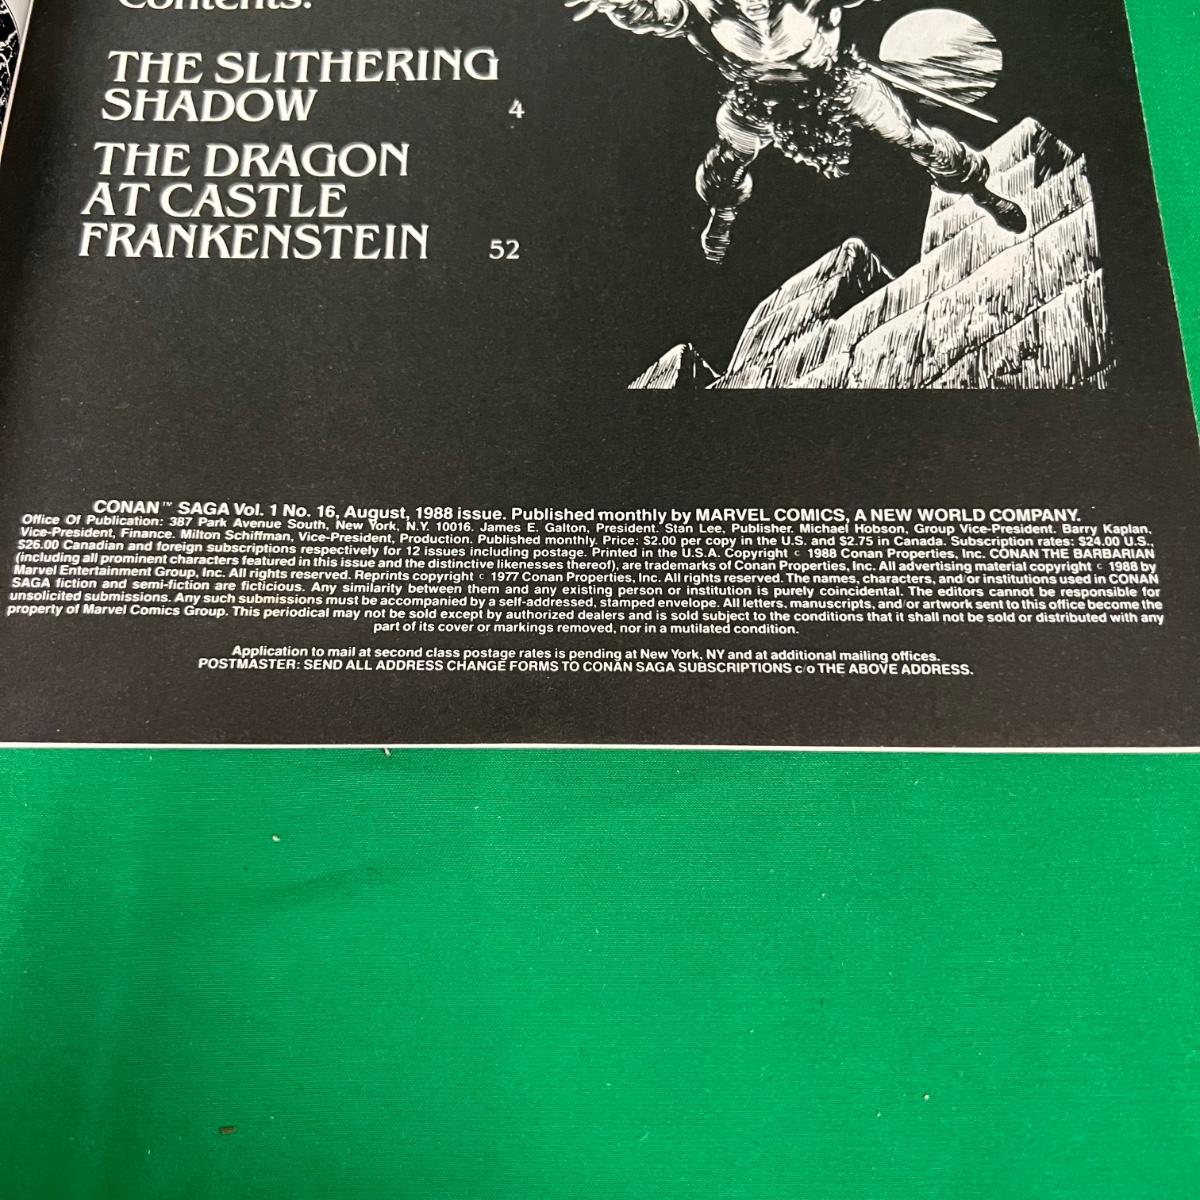 Contents:
THE SLITHERING
SHADOW 4
THE DRAGON
AT CASTLE
FRANKENSTEIN 52
CONAN™ SAGA Vol. 1 No. 16, August, 1988 issue. Published monthly by MARVEL COMICS, A NEW WORLD COMPANY.
Office Of Publication: 387 Park Avenue South, New York, N.Y. 10016. James E. Galton, President. Stan Lee, Publisher. Michael Hobson, Group Vice-President. Barry Kaplan,
Vice-President, Finance. Milton Schiffman, Vice-President, Production. Published monthly. Price: $2.00 per copy in the U.S. and $2.75 in Canada. Subscription rates: $24.00 U.S.,
$26.00 Canadian and foreign subscriptions respectively for 12 issues including postage. Printed in the U.S.A. Copyright © 1988 Conan Properties, Inc. CONAN THE BARBARIAN
(including all prominent characters featured in this issue and the distinctive likenesses thereof), are trademarks of Conan Properties, Inc. All advertising material copyright © 1988 by
Marvel Entertainment Group, Inc. All rights reserved. Reprints copyright © 1977 Conan Properties, Inc. All rights reserved. The names, characters, and/or institutions used in CONAN
SAGA fiction and semi-fiction are ficticious. Any similarity between them and any existing person or institution is purely coincidental. The editors cannot be responsible for
unsolicited submissions. Any such submissions must be accompanied by a self-addressed, stamped envelope. All letters, manuscripts, and/or artwork sent to this office become the
property of Marvel Comics Group. This periodical may not be sold except by authorized dealers and is sold subject to the conditions that it shall not be sold or distributed with any
part of its cover or markings removed, nor in a mutilated condition.
Application to mail at second class postage rates is pending at New York, NY and at additional mailing offices.
POSTMASTER: SEND ALL ADDRESS CHANGE FORMS TO CONAN SAGA SUBSCRIPTIONS c/o THE ABOVE ADDRESS.